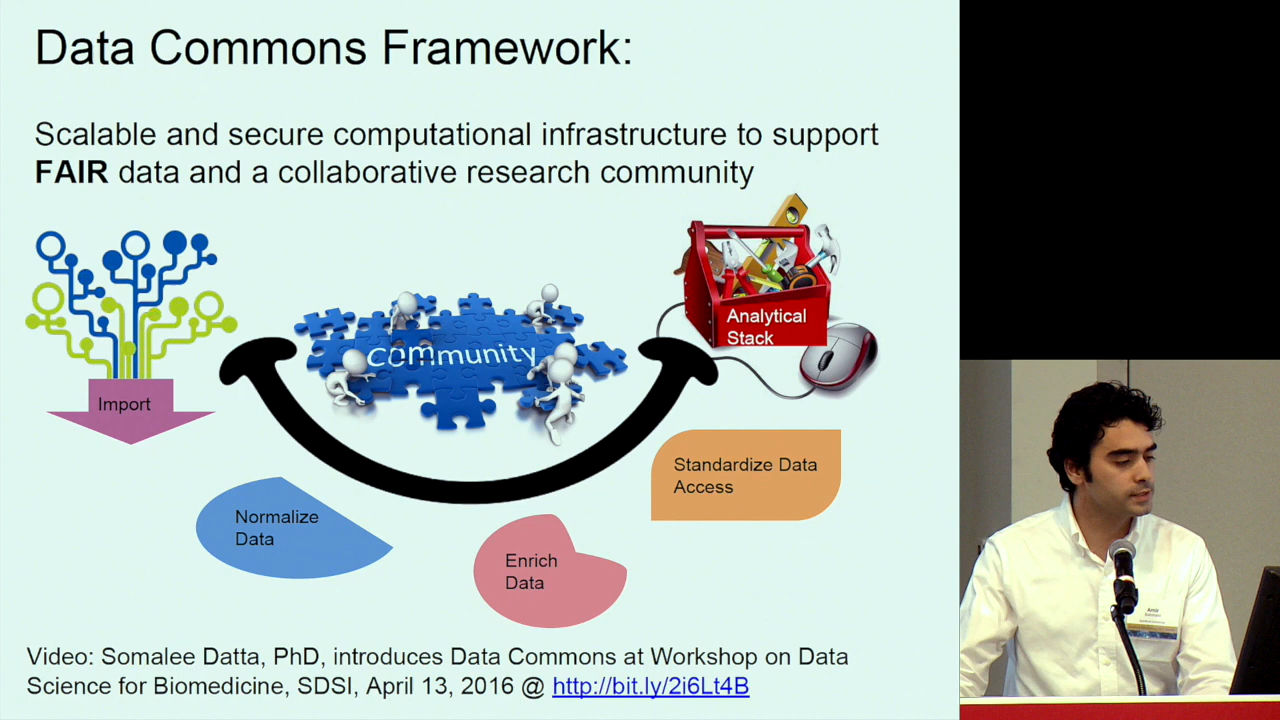 Data Commons Framework:
Scalable and secure computational infrastructure to support
FAIR data and a collaborative research community
community
Analytical
Stack
Import
Standardize Data
Access
Normalize
Data
Enrich
Data
Amir
Video: Somalee Datta, PhD, introduces Data Commons at Workshop on Data
Science for Biomedicine, SDSI, April 13, 2016 @ http://bit.ly/2i6Lt4B